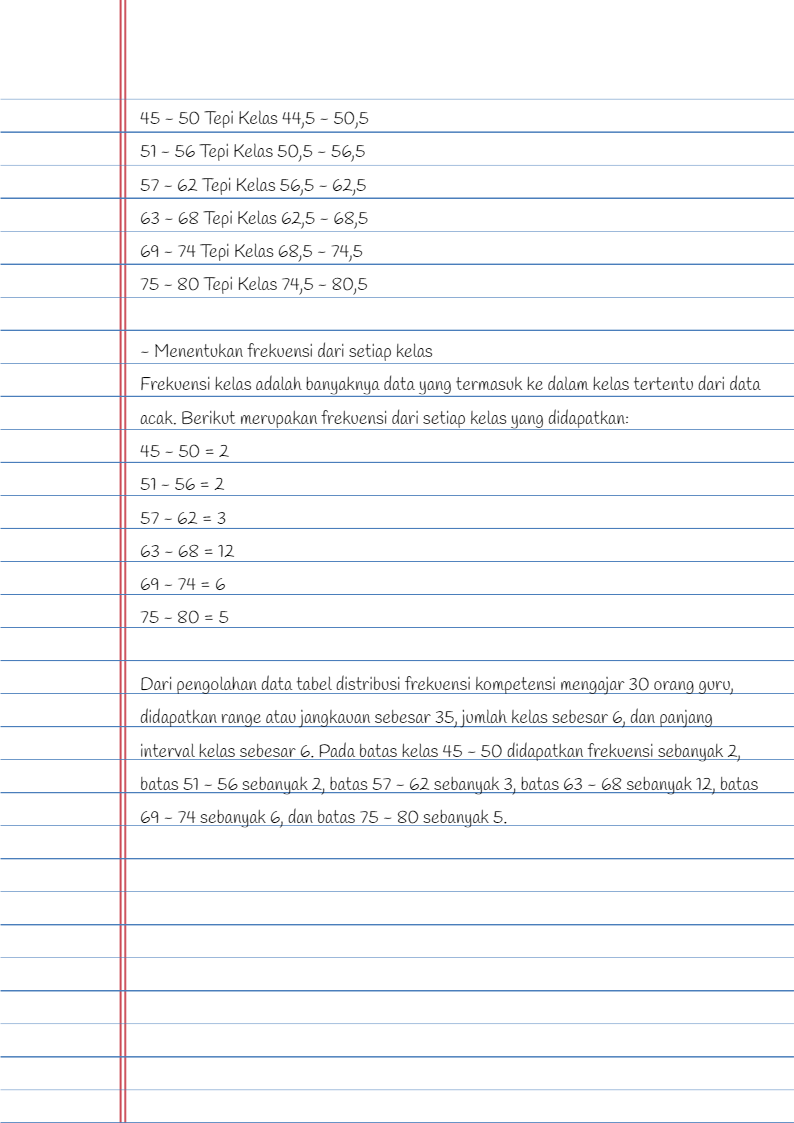 45 - 50 Tepi Kelas 44,5 - 50,5
51 - 56 Tepi Kelas 50,5 - 56,5
57 - 62 Tepi Kelas 56,5 - 62,5
63 - 68 Tepi Kelas 62,5 - 68,5
69 - 74 Tepi Kelas 68,5 - 74,5
75 - 80 Tepi Kelas 74,5 - 80,5
- Menentukan frekuensi dari setiap kelas
Frekuensi kelas adalah banyaknya data yang termasuk ke dalam kelas tertentu dari data
acak. Berikut merupakan frekuensi dari setiap kelas yang didapatkan:
45 - 50 = 2
51 - 56 = 2
57 - 62 = 3
63 - 68 = 12
69 - 74 = 6
75 - 80 = 5
Dari pengolahan data tabel distribusi frekuensi kompetensi mengajar 30 orang guru,
didapatkan range atau jangkauan sebesar 35, jumlah kelas sebesar 6, dan panjang
interval kelas sebesar 6. Pada batas kelas 45 - 50 didapatkan frekuensi sebanyak 2,
batas 51 - 56 sebanyak 2, batas 57 - 62 sebanyak 3, batas 63 - 68 sebanyak 12, batas
69 - 74 sebanyak 6, dan batas 75 - 80 sebanyak 5.